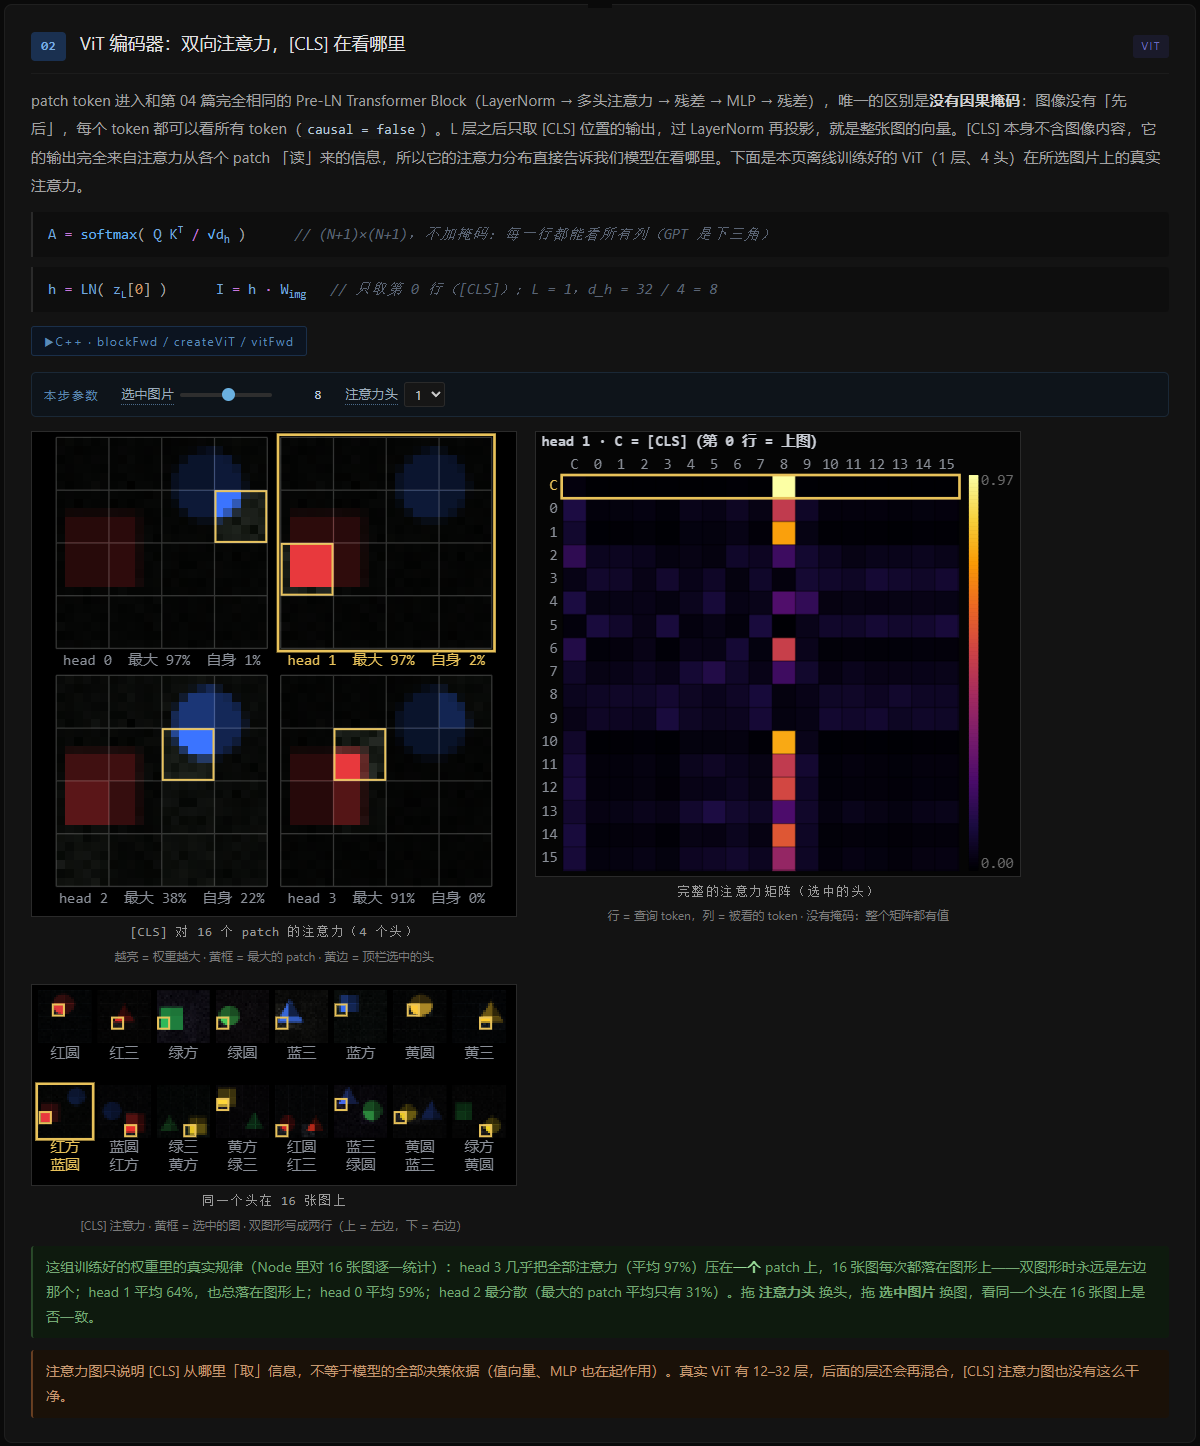 02 ViT 编码器：双向注意力，[CLS] 在看哪里 VIT
patch token 进入和第 04 篇完全相同的 Pre-LN Transformer Block（LayerNorm → 多头注意力 → 残差 → MLP → 残差），唯一的区别是没有因果掩码：图像没有「先
后」，每个 token 都可以看所有 token（ causal = false ）。L 层之后只取 [CLS] 位置的输出，过 LayerNorm 再投影，就是整张图的向量。[CLS] 本身不含图像内容，它
的输出完全来自注意力从各个 patch 「读」来的信息，所以它的注意力分布直接告诉我们模型在看哪里。下面是本页离线训练好的 ViT（1 层、4 头）在所选图片上的真实
注意力。
A = softmax( Q Kᵀ / √d_h ) // (N+1)×(N+1)，不加掩码：每一行都能看所有列（GPT 是下三角）
h = LN( z_L[0] ) I = h · W_img // 只取第 0 行（[CLS]）；L = 1，d_h = 32 / 4 = 8
▶C++ · blockFwd / createViT / vitFwd
本步参数 选中图片 8 注意力头 1
head 0 最大 97% 自身 1%
head 1 最大 97% 自身 2%
head 2 最大 38% 自身 22%
head 3 最大 91% 自身 0%
[CLS] 对 16 个 patch 的注意力（4 个头）
越亮 = 权重越大 · 黄框 = 最大的 patch · 黄边 = 顶栏选中的头
head 1 · C = [CLS] (第 0 行 = 上图)
C 0 1 2 3 4 5 6 7 8 9 10 11 12 13 14 15
0.97
C
0
1
2
3
4
5
6
7
8
9
10
11
12
13
14
15
0.00
完整的注意力矩阵（选中的头）
行 = 查询 token，列 = 被看的 token · 没有掩码：整个矩阵都有值
红圆 红三 绿方 绿圆 蓝三 蓝方 黄圆 黄三
红方 蓝圆 绿三 黄方 红圆 蓝三 黄圆 绿方
蓝圆 红方 黄方 绿三 红三 绿圆 蓝三 黄圆
同一个头在 16 张图上
[CLS] 注意力 · 黄框 = 选中的图 · 双图形写成两行（上 = 左边，下 = 右边）
这组训练好的权重里的真实规律（Node 里对 16 张图逐一统计）：head 3 几乎把全部注意力（平均 97%）压在一个 patch 上，16 张图每次都落在图形上——双图形时永远是左边
那个；head 1 平均 64%，也总落在图形上；head 0 平均 59%；head 2 最分散（最大的 patch 平均只有 31%）。拖 注意力头 换头，拖 选中图片 换图，看同一个头在 16 张图上是
否一致。
注意力图只说明 [CLS] 从哪里「取」信息，不等于模型的全部决策依据（值向量、MLP 也在起作用）。真实 ViT 有 12–32 层，后面的层还会再混合，[CLS] 注意力图也没有这么干
净。